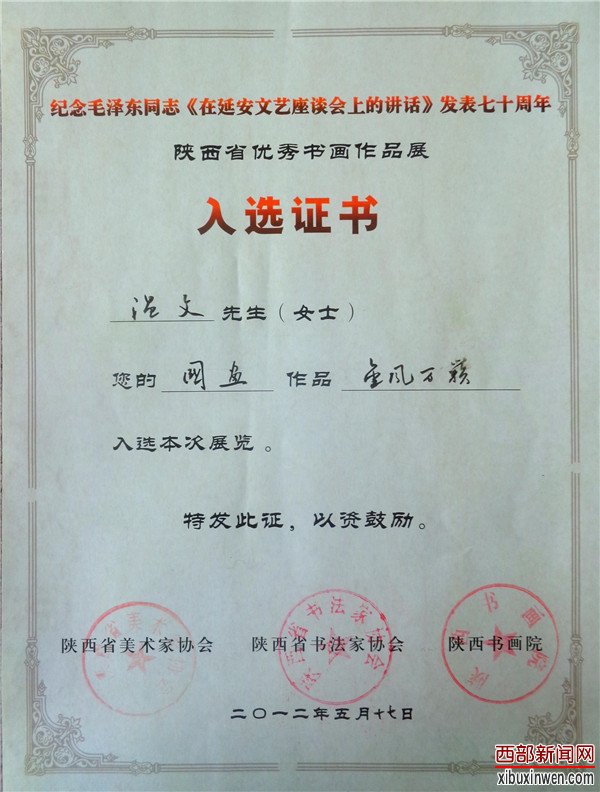 纪念毛泽东同志《在延安文艺座谈会上的讲话》发表七十周年
陕西省优秀书画作品展
入选证书
温文 先生(女士)
您的 國画 作品 金风万籁
入选本次展览。
特发此证，以资鼓励。
陕西省美术家协会 陕西省书法家协会 陕西书画院
二〇一二年五月十七日
西部新闻网
xibuxinwen.com